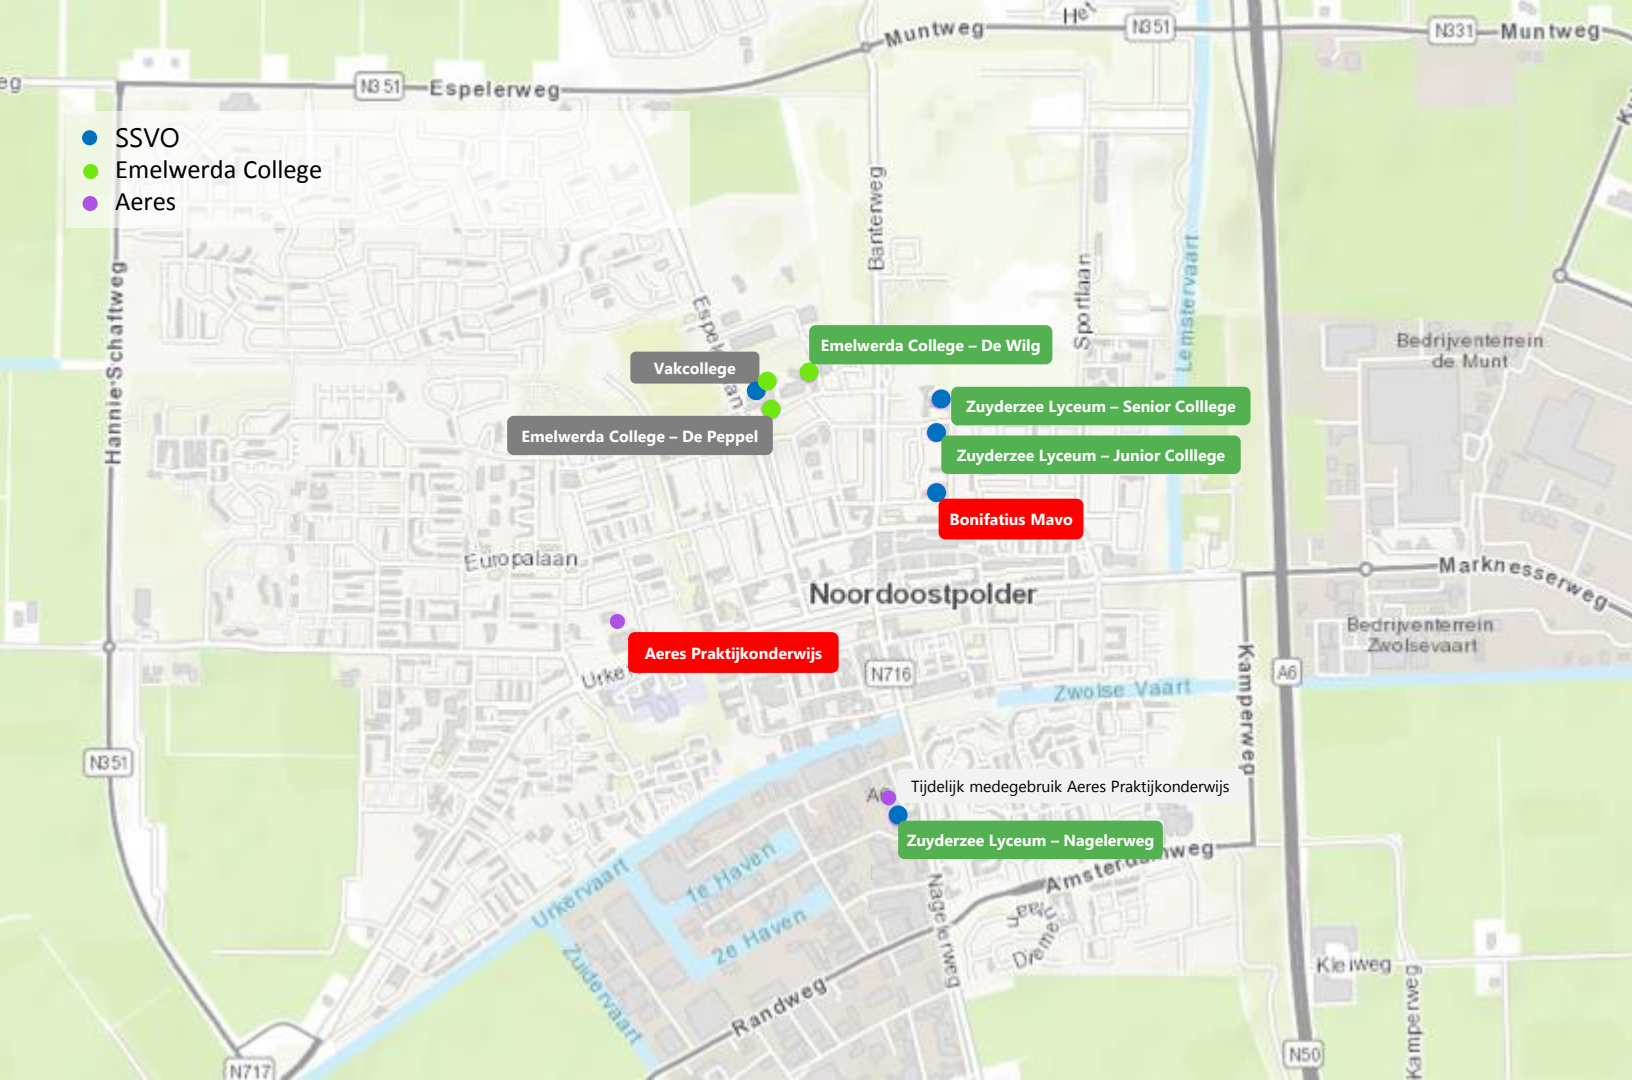 Het
Muntweg
N351
N331
Muntweg
eg
N351
Espelerweg
SSVO
Emelwerda College
Aeres
Banterweg
Sportlaan
Lemstervaart
Hannie Schaftweg
Emelwerda College – De Wilg
Bedrijventerrein
de Munt
Vakcollege
Zuyderzee Lyceum – Senior Colllege
Emelwerda College – De Peppel
Zuyderzee Lyceum – Junior Colllege
Bonifatius Mavo
Europalaan
Noordoostpolder
Marknesserweg
Bedrijventerrein
Zwolsevaart
Aeres Praktijkonderwijs
Urke
N716
A6
Zwolse Vaart
Kamperweg
N351
Tijdelijk medegebruik Aeres Praktijkonderwijs
Zuyderzee Lyceum – Nagelerweg
1e Haven
Urkervaart
2e Haven
Nagelerweg
Zuidervaart
Randweg
Kleiweg
Kamperweg
N50
N717